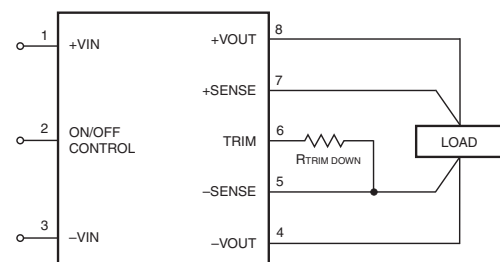 1
+VIN
2
ON/OFF
CONTROL
3
–VIN
+VOUT
8
+SENSE
7
TRIM
6
RTRIM DOWN
–SENSE
5
–VOUT
4
LOAD